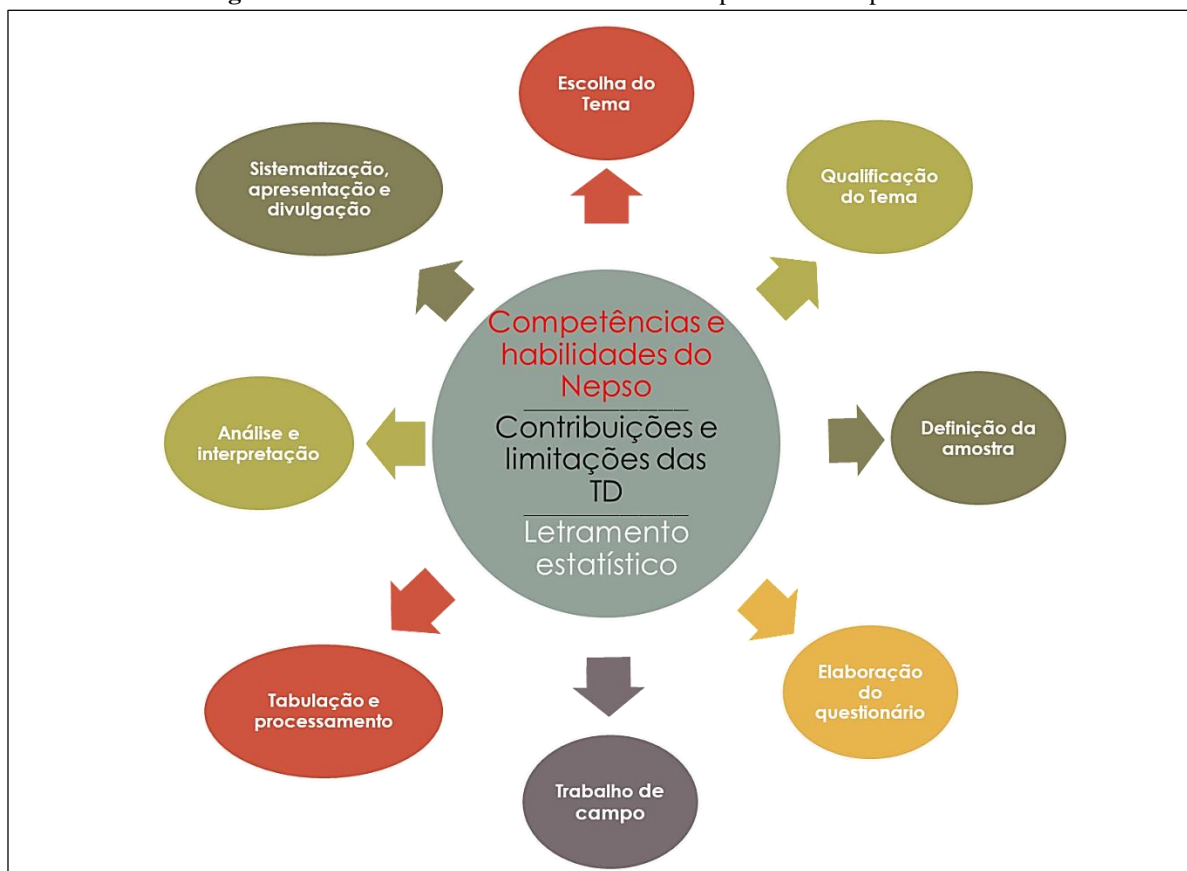 Escolha do
Tema
Qualificação
do Tema
Definição da
amostra
Elaboração
do
questionário
Trabalho de
campo
Tabulação e
processamento
Análise e
interpretação
Sistematização,
apresentação e
divulgação
Competências e
habilidades do
Nepso
Contribuições e
limitações das
TD
Letramento
estatístico